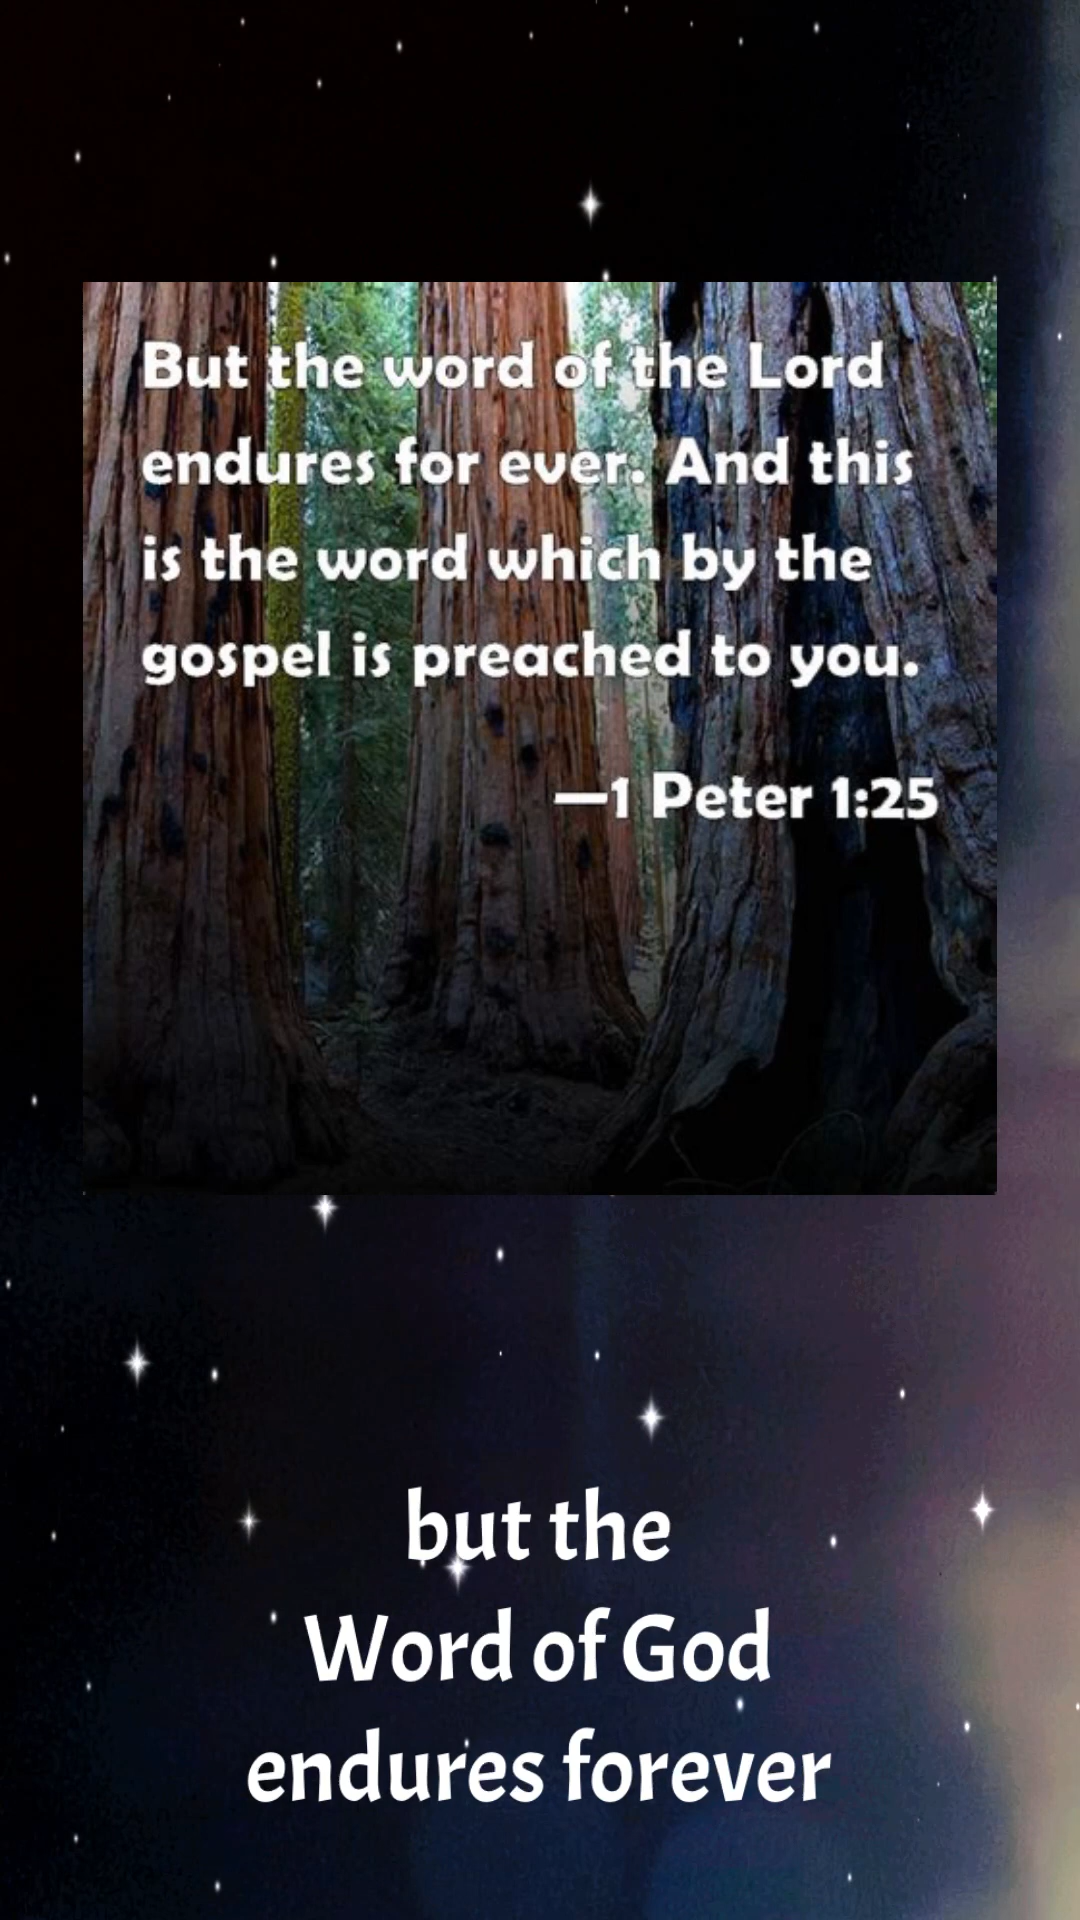 But the word of the Lord
endures for ever. And this
is the word which by the
gospel is preached to you.
—1 Peter 1:25
but the
Word of God
endures forever